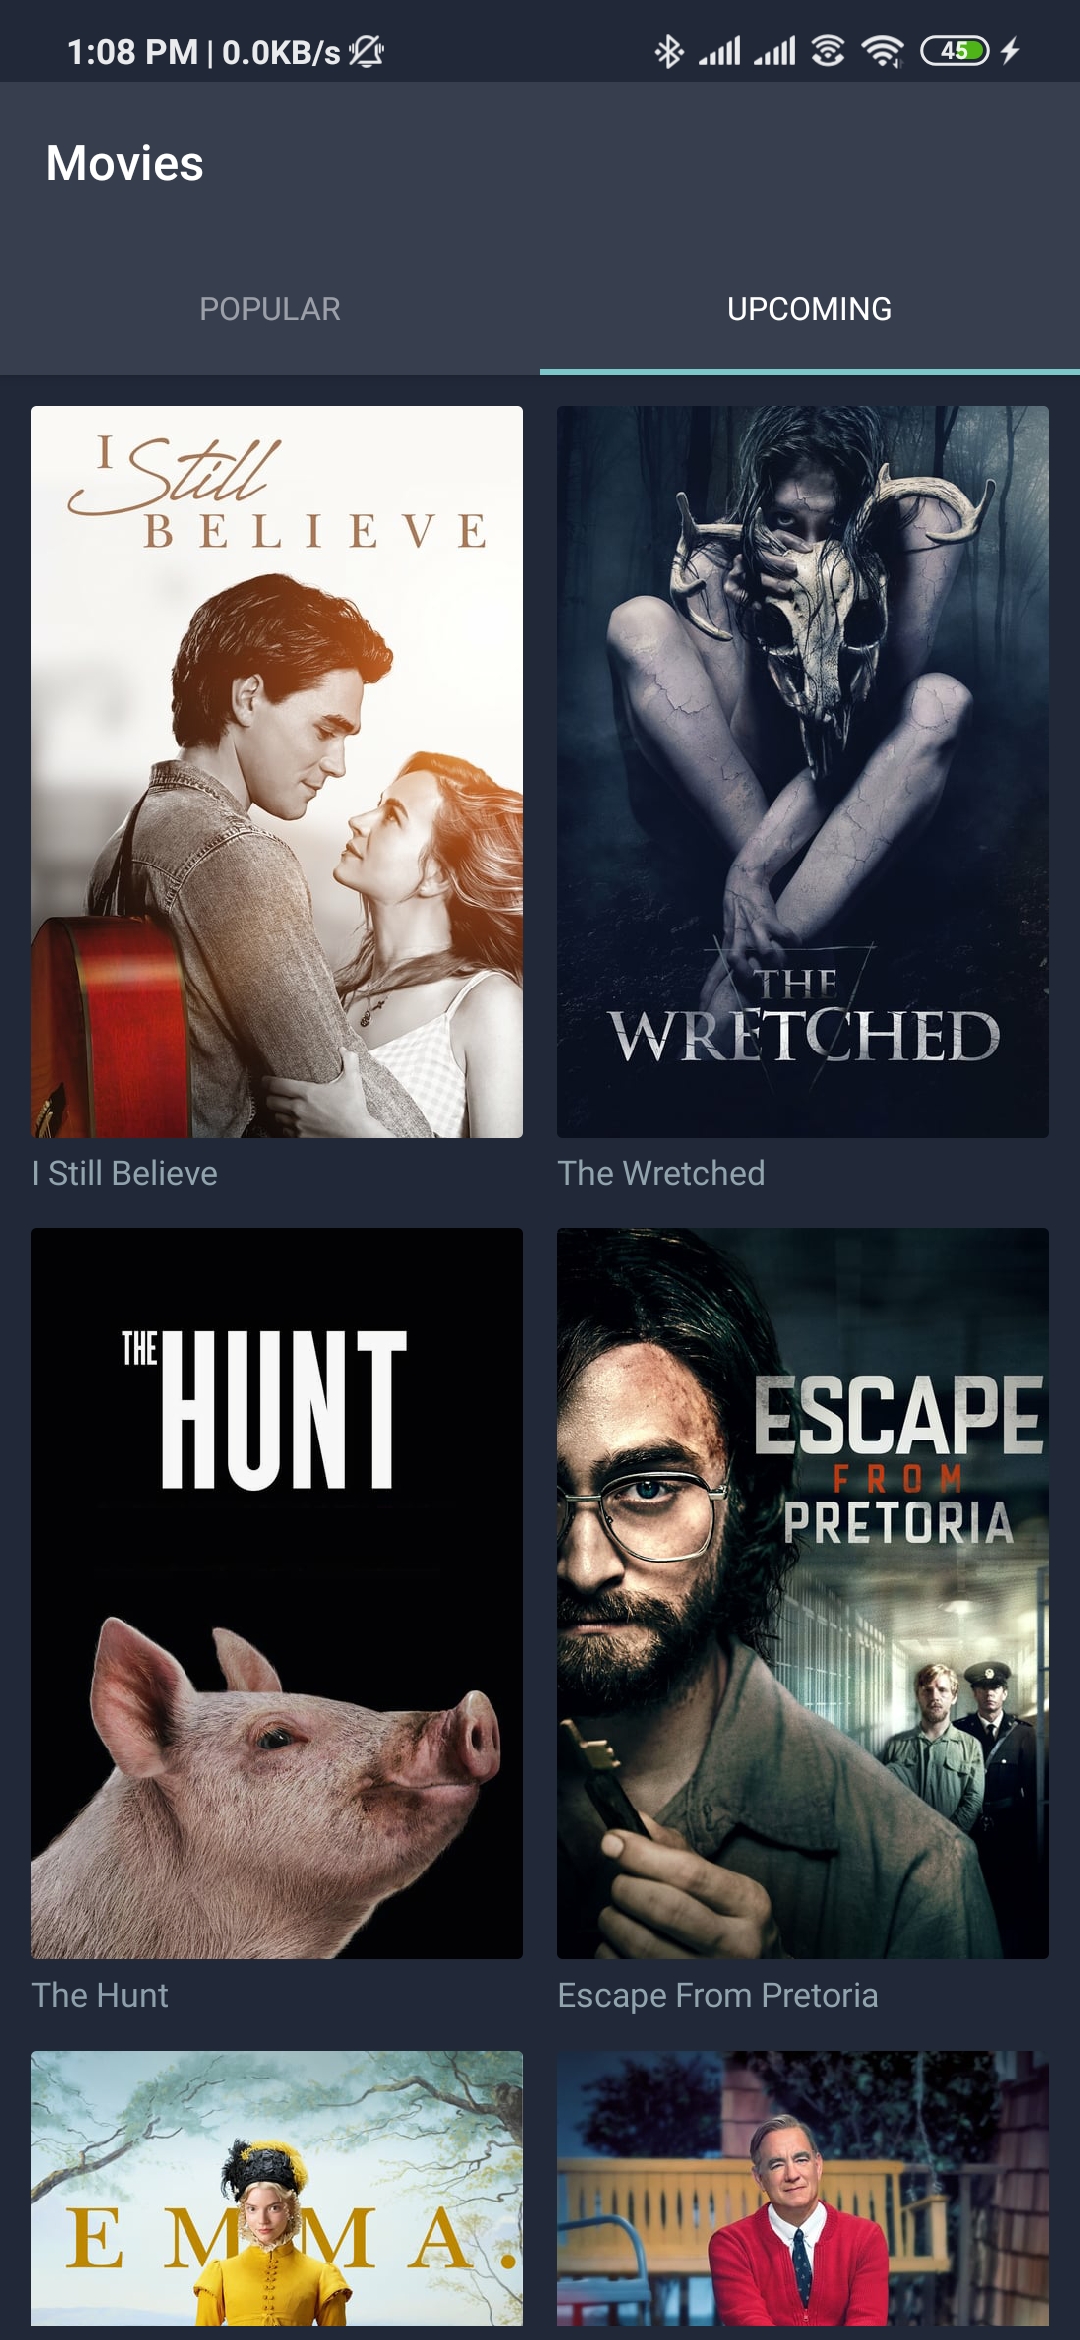 1:08 PM | 0.0KB/s
45
Movies
POPULAR
UPCOMING
I Still
BELIEVE
THE
WRETCHED
I Still Believe
The Wretched
THE HUNT
ESCAPE
FROM
PRETORIA
The Hunt
Escape From Pretoria
EMMA.